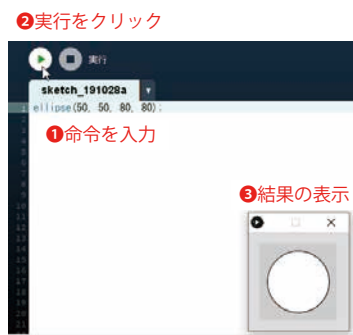 ❷実行をクリック
実行
sketch_191028a
1 ellipse(50, 50, 80, 80);
❶命令を入力
❸結果の表示